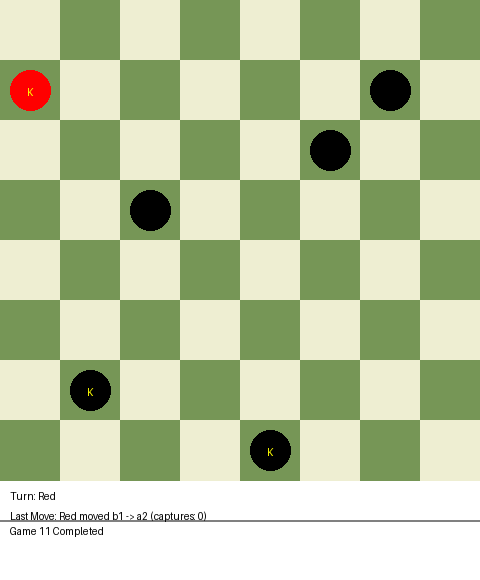 K
K
K
Turn: Red
Last Move: Red moved b1 -> a2 (captures: 0)
Game 11 Completed